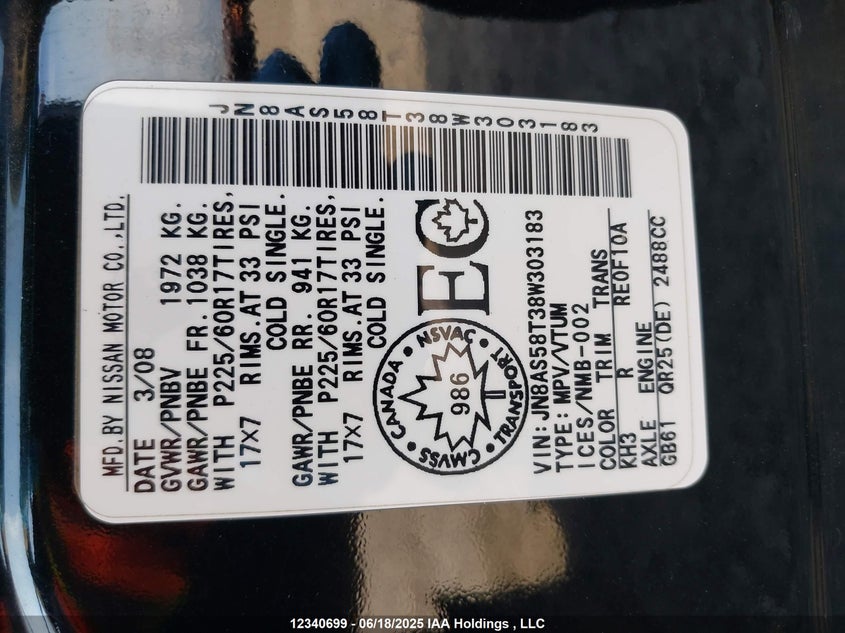 JN8AS58T38W303183
MFD.BY NISSAN MOTOR CO.,LTD.
DATE 3/08
GVWR/PNBV 1972 KG.
GAWR/PNBE FR. 1038 KG.
WITH P225/60R17TIRES,
17X7 RIMS.AT 33 PSI
COLD SINGLE.
GAWR/PNBE RR. 941 KG.
WITH P225/60R17TIRES,
17X7 RIMS.AT 33 PSI
COLD SINGLE.
CANADA • NSVAC • TRANSPORT • CMVSS •
986
EC
VIN:JN8AS58T38W303183
TYPE:MPV/VTUM
ICES/NMB-002
COLOR TRIM TRANS
KH3 R RE0F10A
AXLE ENGINE
GB61 QR25(DE) 2488CC
12340699 - 06/18/2025 IAA Holdings , LLC